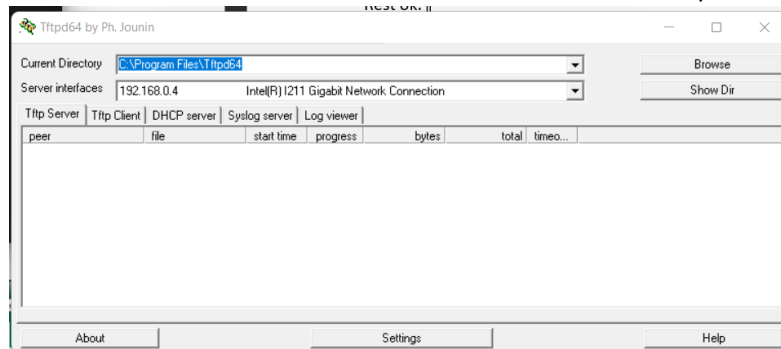 Rest ok.
Tftpd64 by Ph. Jounin
Current Directory C:\Program Files\Tftpd64 Browse
Server interfaces 192.168.0.4 Intel(R) I211 Gigabit Network Connection Show Dir
Tftp Server Tftp Client DHCP server Syslog server Log viewer
peer file start time progress bytes total timeo...
About Settings Help